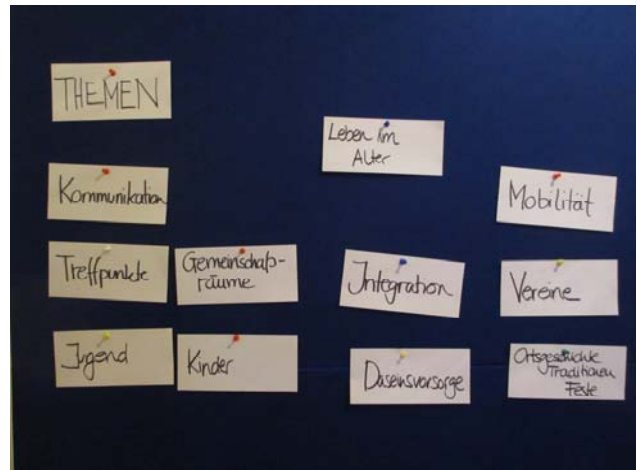 THEMEN
Leben im
Alter
Kommunikation
Mobilität
Treffpunkte
Gemeinschafts-
räume
Integration
Vereine
Jugend
Kinder
Daseinsvorsorge
Ortsgeschichte
Traditionen
Feste